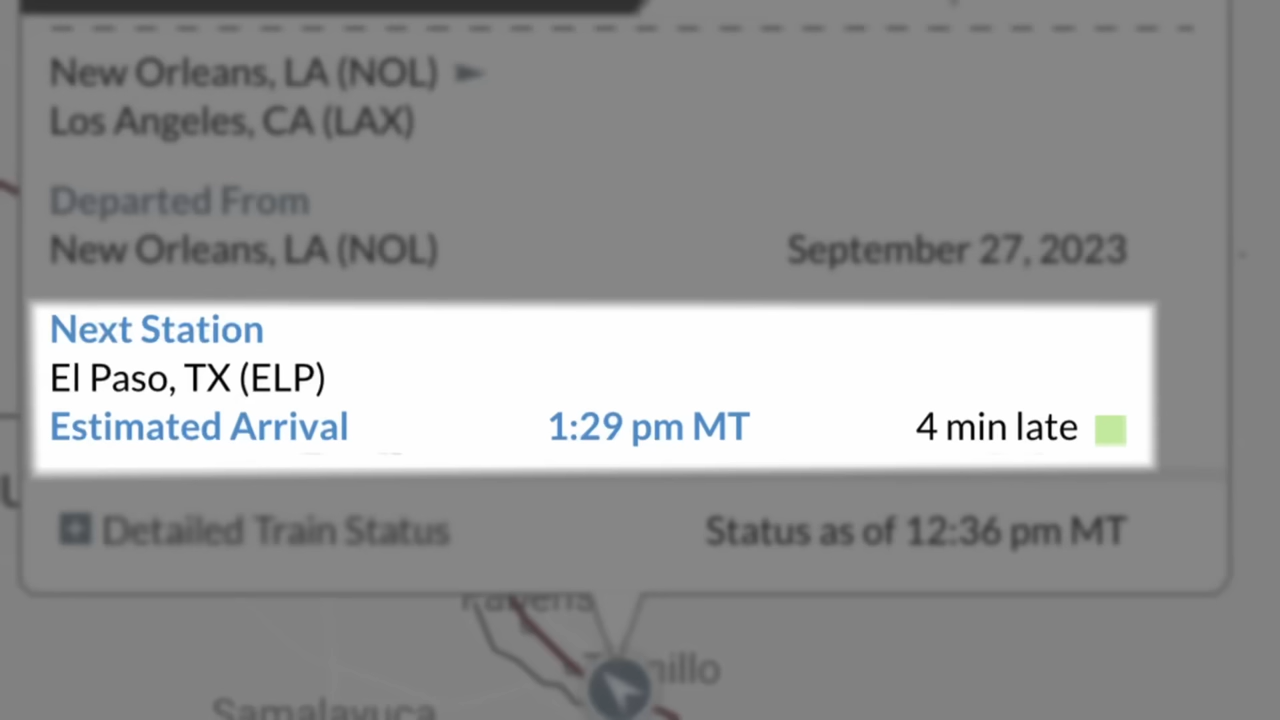 New Orleans, LA (NOL)
Los Angeles, CA (LAX)
Departed From
New Orleans, LA (NOL) September 27, 2023
Next Station
El Paso, TX (ELP)
Estimated Arrival 1:29 pm MT 4 min late
Detailed Train Status Status as of 12:36 pm MT
Samalayuca